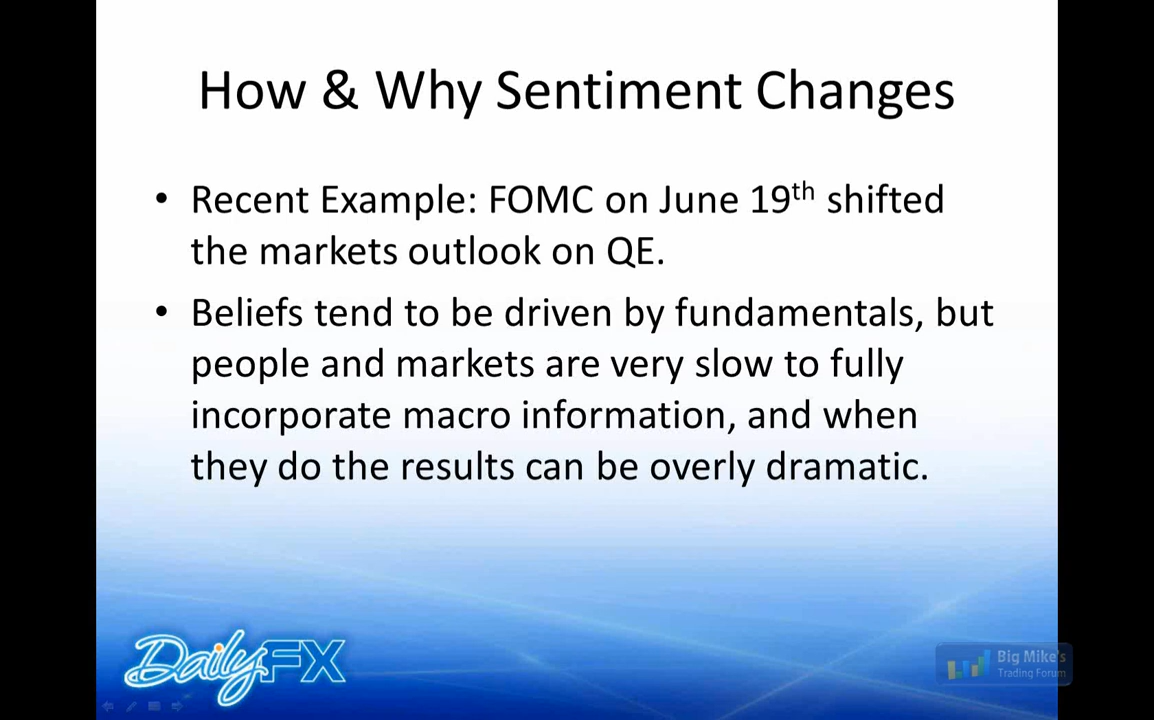 How & Why Sentiment Changes
• Recent Example: FOMC on June 19th shifted
the markets outlook on QE.
• Beliefs tend to be driven by fundamentals, but
people and markets are very slow to fully
incorporate macro information, and when
they do the results can be overly dramatic.
DailyFX
Big Mike's
Trading Forum